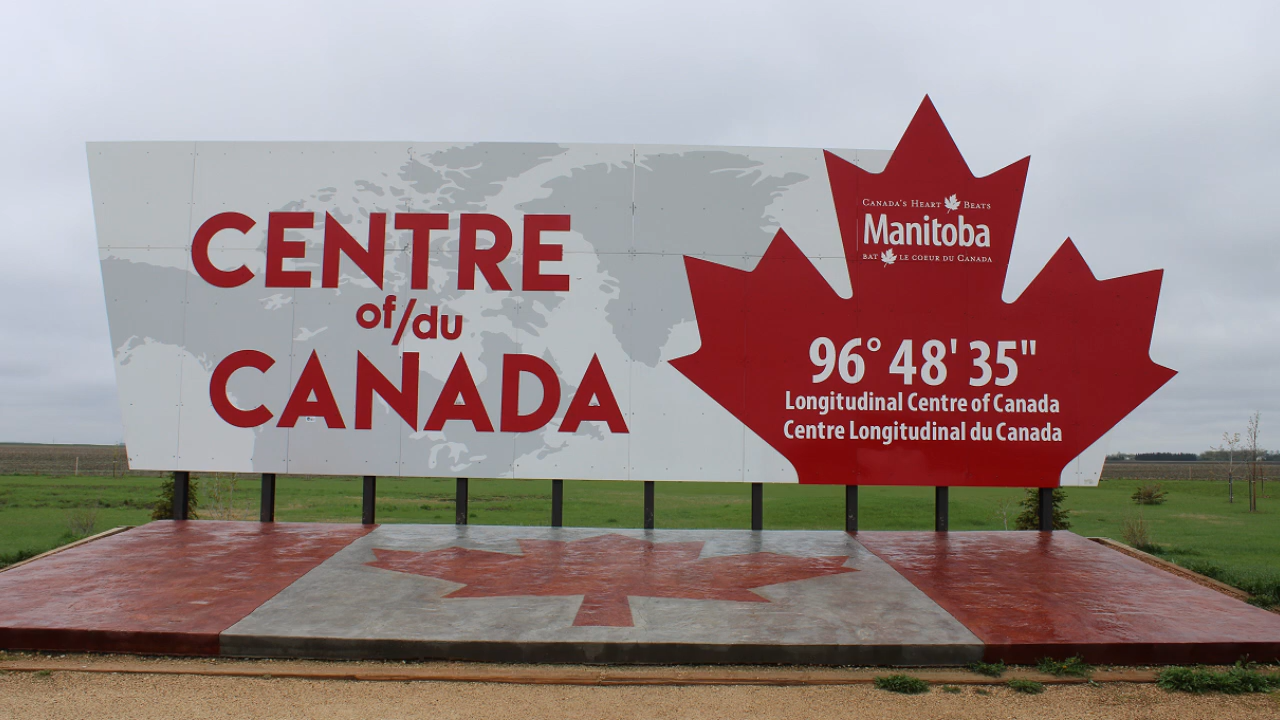 CENTRE
of/du
CANADA
CANADA'S HEART BEATS
Manitoba
BAT LE COEUR DU CANADA
96° 48' 35"
Longitudinal Centre of Canada
Centre Longitudinal du Canada